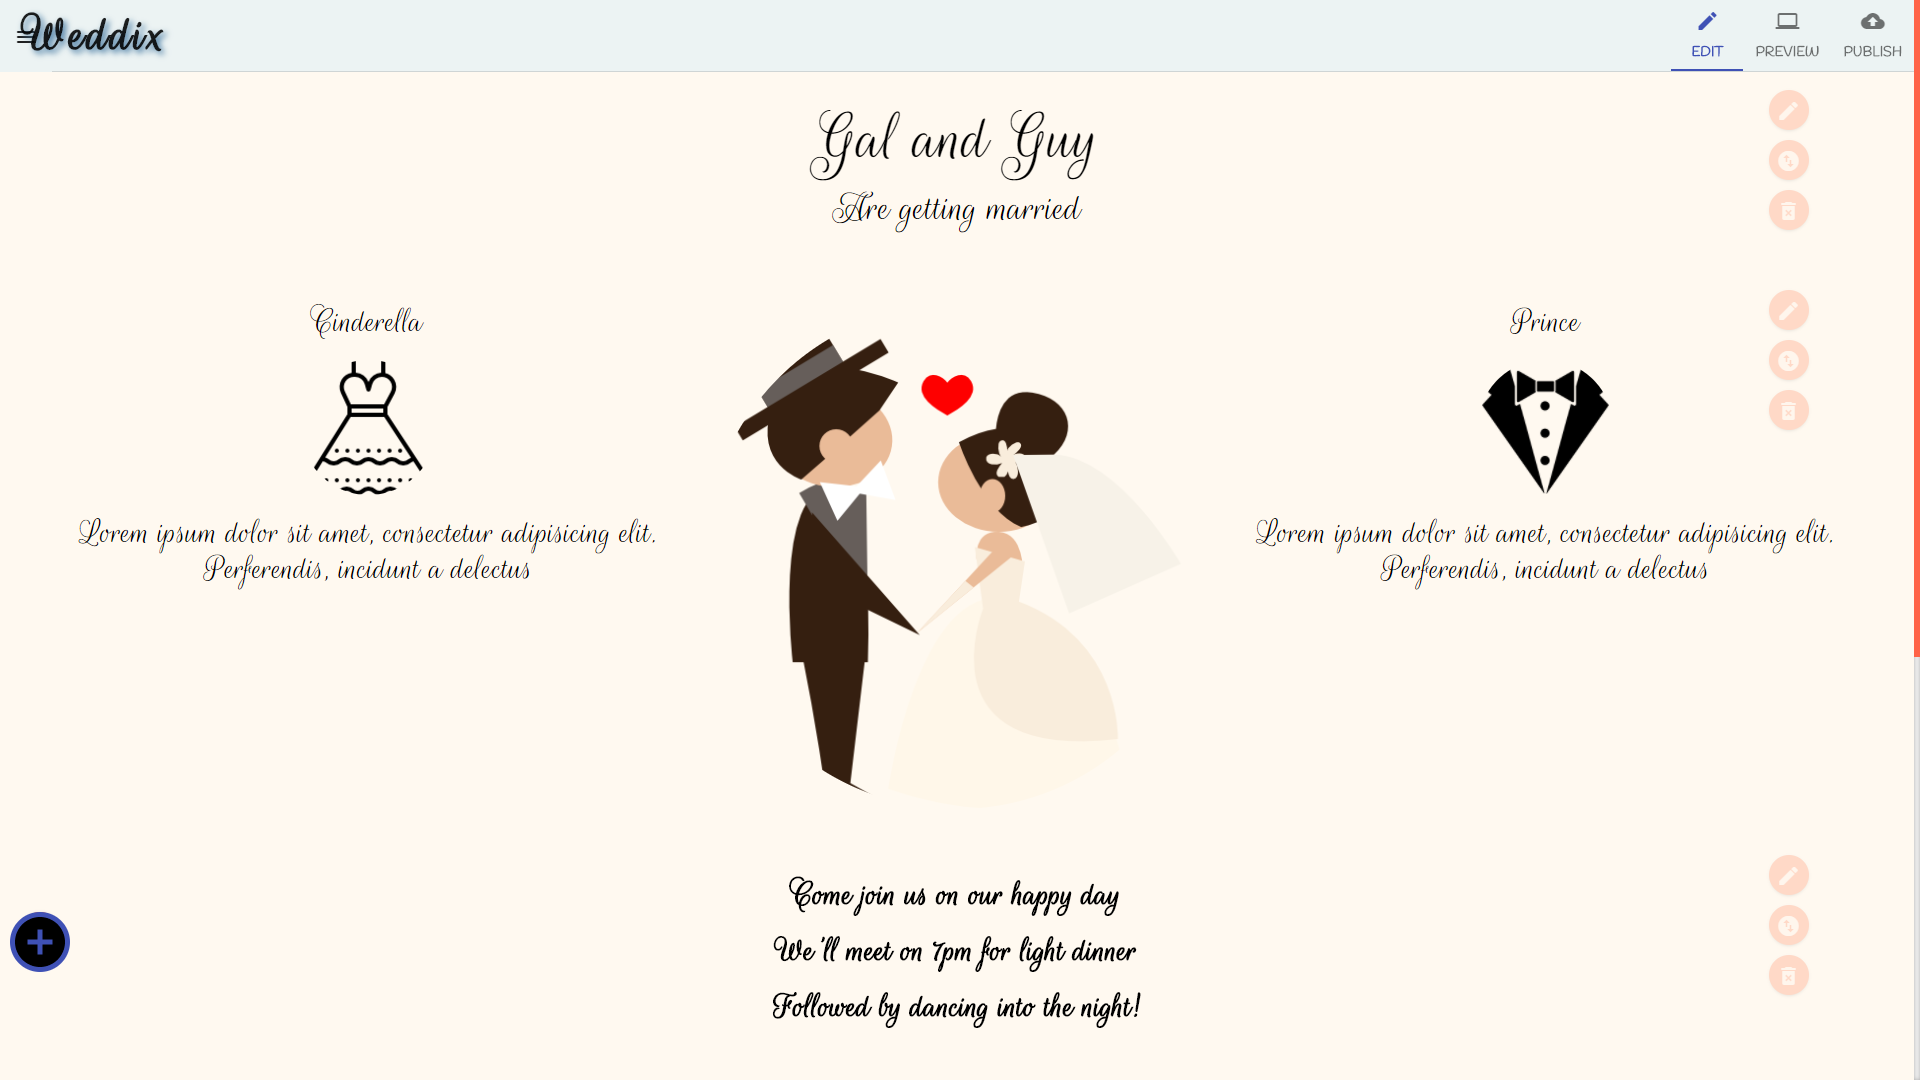 Weddix
EDIT
PREVIEW
PUBLISH
Gal and Guy
Are getting married
Cinderella
Lorem ipsum dolor sit amet, consectetur adipisicing elit.
Perferendis, incidunt a delectus
Prince
Lorem ipsum dolor sit amet, consectetur adipisicing elit.
Perferendis, incidunt a delectus
Come join us on our happy day
We'll meet on 7pm for light dinner
Followed by dancing into the night!